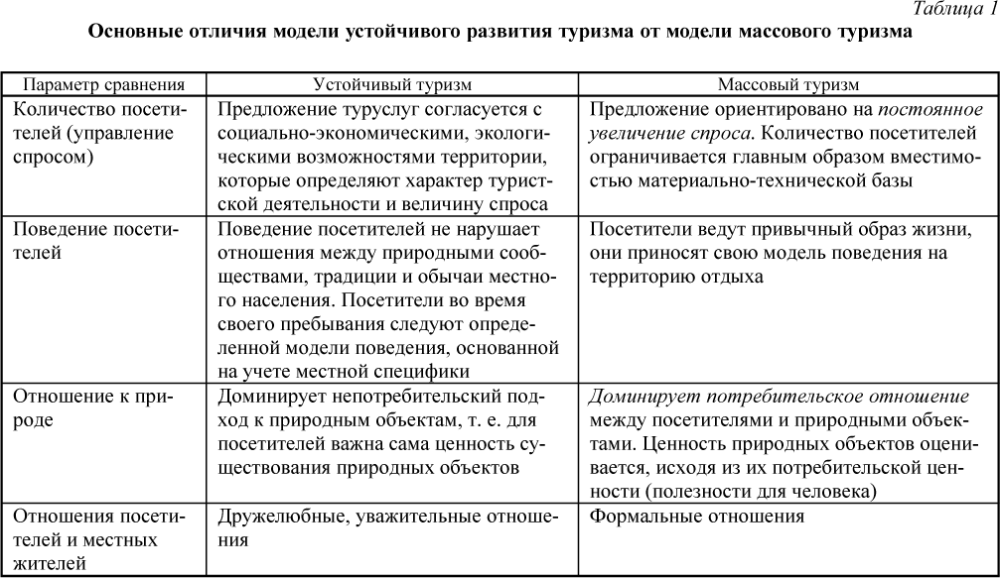 Таблица 1
Основные отличия модели устойчивого развития туризма от модели массового туризма
Параметр сравнения
Устойчивый туризм
Массовый туризм
Количество посети-
телей (управление
спросом)
Предложение туруслуг согласуется с
социально-экономическими, экологи-
ческими возможностями территории,
которые определяют характер турист-
ской деятельности и величину спроса
Предложение ориентировано на постоянное
увеличение спроса. Количество посетителей
ограничивается главным образом вместимо-
стью материально-технической базы
Поведение посети-
телей
Поведение посетителей не нарушает
отношения между природными сооб-
ществами, традиции и обычаи местно-
го населения. Посетители во время
своего пребывания следуют опреде-
ленной модели поведения, основанной
на учете местной специфики
Посетители ведут привычный образ жизни,
они приносят свою модель поведения на
территорию отдыха
Отношение к при-
роде
Доминирует непотребительский под-
ход к природным объектам, т. е. для
посетителей важна сама ценность су-
ществования природных объектов
Доминирует потребительское отношение
между посетителями и природными объек-
тами. Ценность природных объектов оцени-
вается, исходя из их потребительской цен-
ности (полезности для человека)
Отношения посети-
телей и местных
жителей
Дружелюбные, уважительные отноше-
ния
Формальные отношения